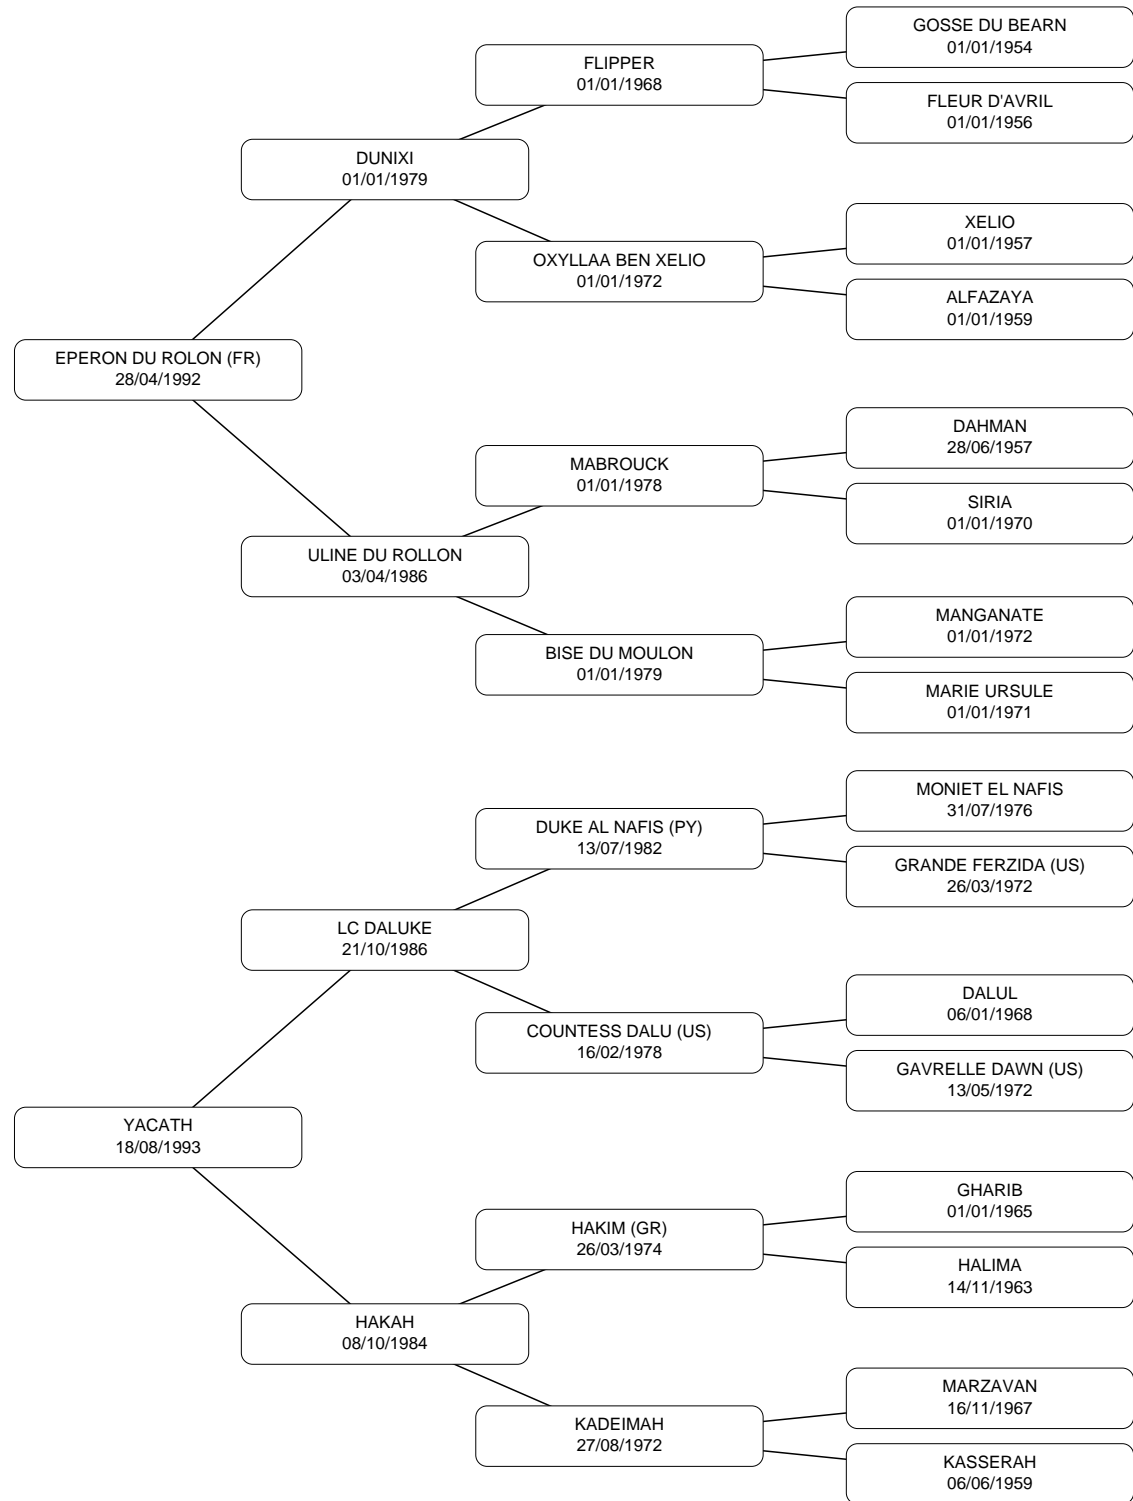 GOSSE DU BEARN
01/01/1954
FLIPPER
01/01/1968
FLEUR D'AVRIL
01/01/1956
DUNIXI
01/01/1979
XELIO
01/01/1957
OXYLLAA BEN XELIO
01/01/1972
ALFAZAYA
01/01/1959
EPERON DU ROLON (FR)
28/04/1992
DAHMAN
28/06/1957
MABROUCK
01/01/1978
SIRIA
01/01/1970
ULINE DU ROLLON
03/04/1986
MANGANATE
01/01/1972
BISE DU MOULON
01/01/1979
MARIE URSULE
01/01/1971
MONIET EL NAFIS
31/07/1976
DUKE AL NAFIS (PY)
13/07/1982
GRANDE FERZIDA (US)
26/03/1972
LC DALUKE
21/10/1986
DALUL
06/01/1968
COUNTESS DALU (US)
16/02/1978
GAVRELLE DAWN (US)
13/05/1972
YACATH
18/08/1993
GHARIB
01/01/1965
HAKIM (GR)
26/03/1974
HALIMA
14/11/1963
HAKAH
08/10/1984
MARZAVAN
16/11/1967
KADEIMAH
27/08/1972
KASSERAH
06/06/1959